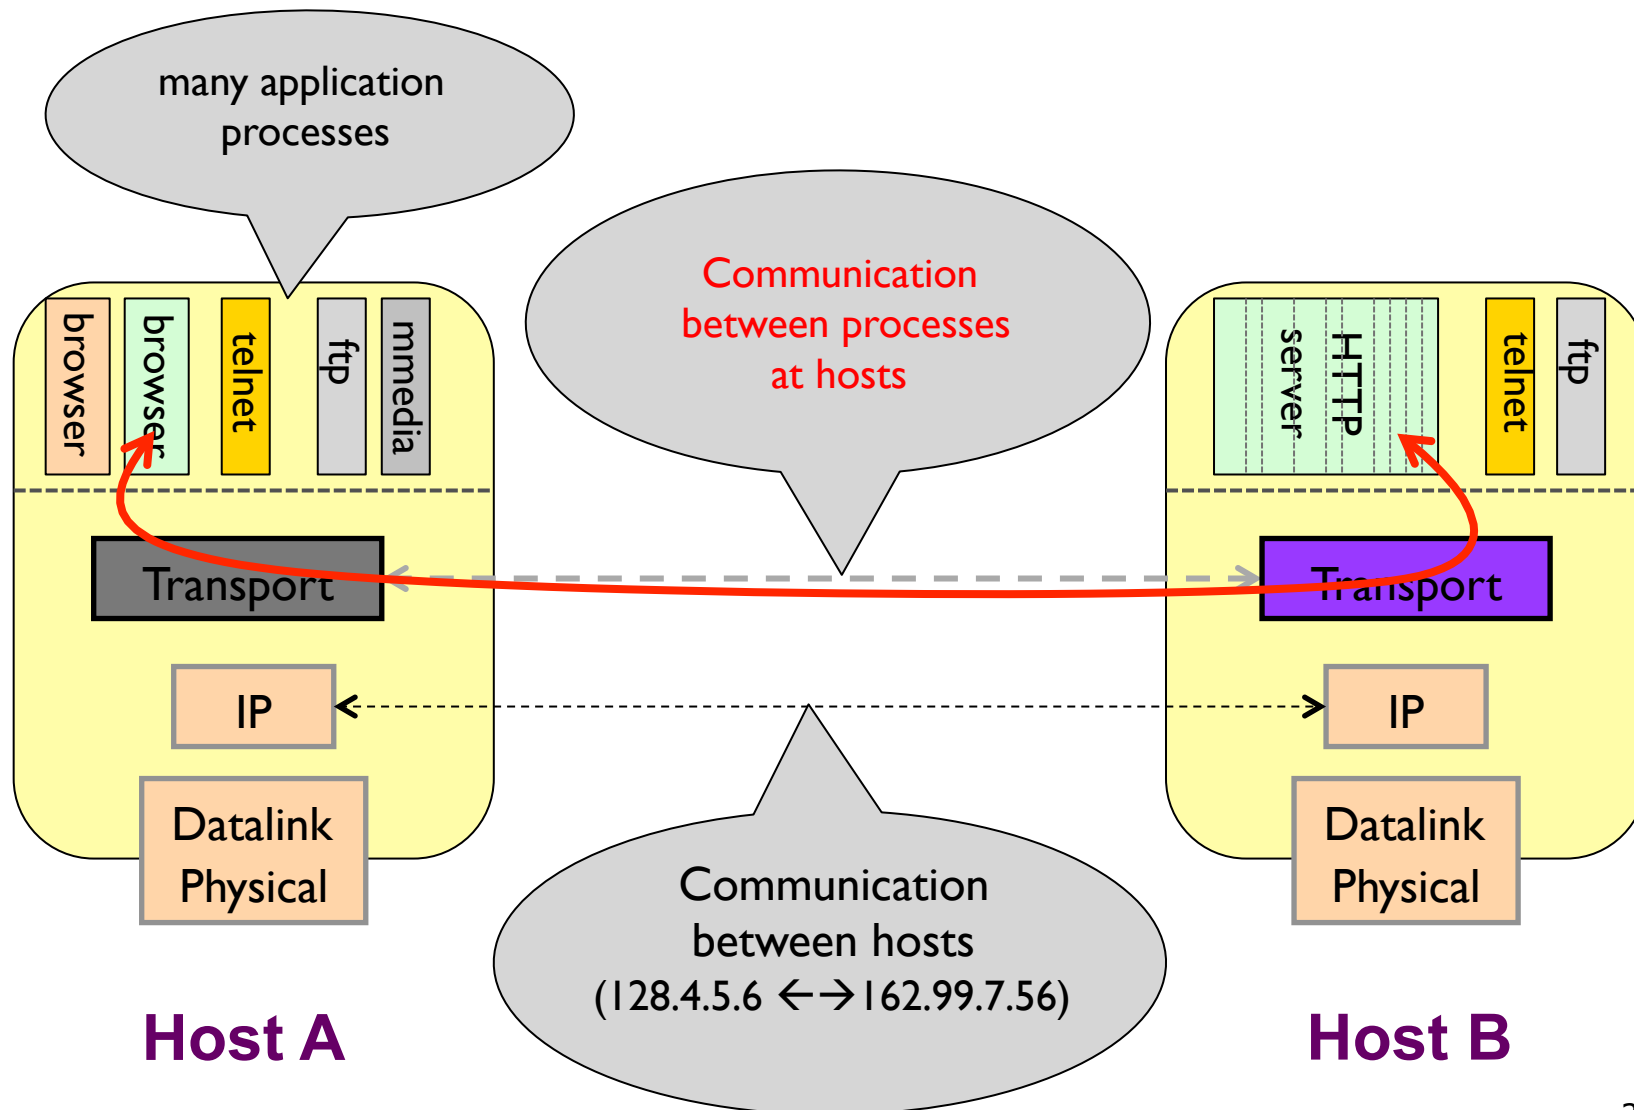 many application
processes
Communication
between processes
at hosts
browser
browser
telnet
ftp
mmedia
HTTP
server
telnet
ftp
Transport
Transport
IP
IP
Datalink
Physical
Datalink
Physical
Communication
between hosts
(128.4.5.6 ←→162.99.7.56)
Host A
Host B